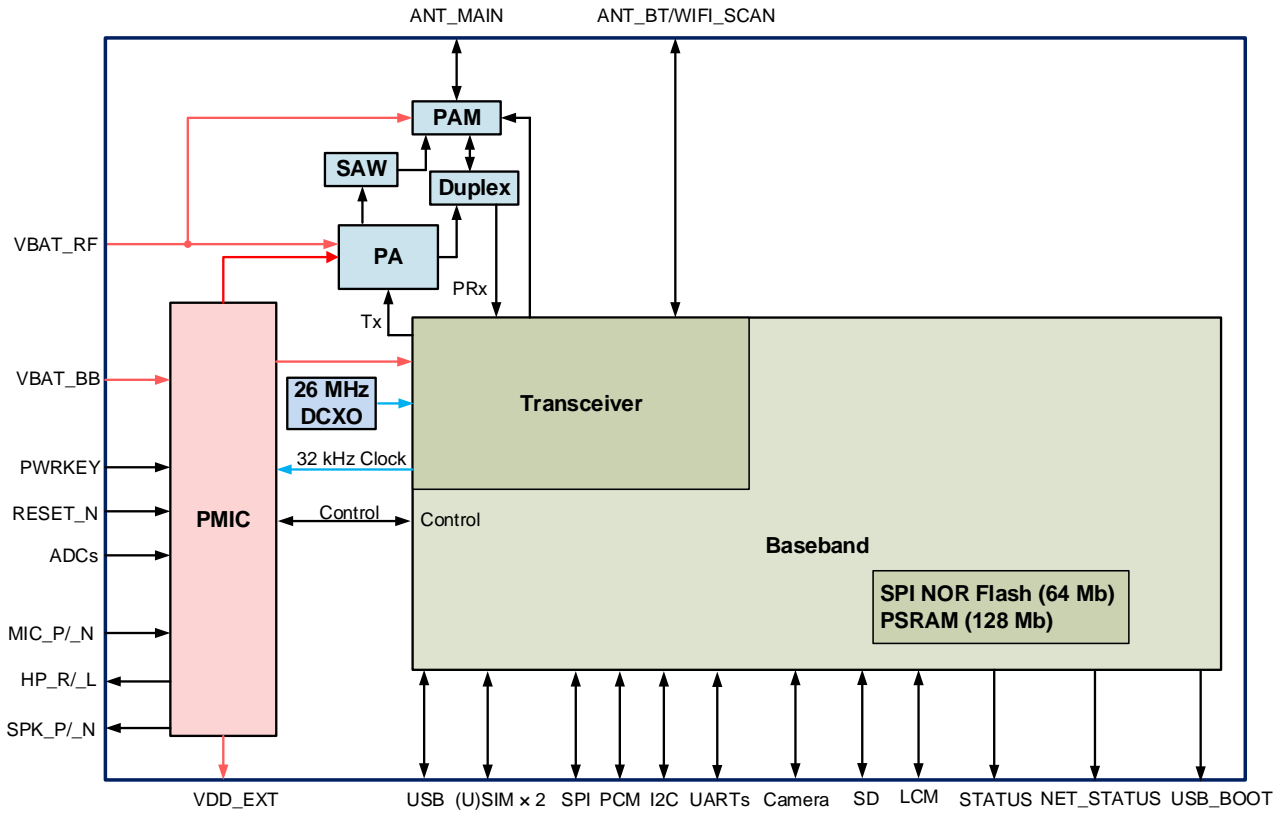 ANT_MAIN
ANT_BT/WIFI_SCAN
PAM
SAW
Duplex
VBAT_RF
PA
PRx
Tx
VBAT_BB
26 MHz
DCXO
Transceiver
PWRKEY
32 kHz Clock
RESET_N
PMIC
Control
Control
ADCs
Baseband
SPI NOR Flash (64 Mb)
PSRAM (128 Mb)
MIC_P/_N
HP_R/_L
SPK_P/_N
VDD_EXT
USB
(U)SIM × 2
SPI
PCM
I2C
UARTs
Camera
SD
LCM
STATUS
NET_STATUS
USB_BOOT